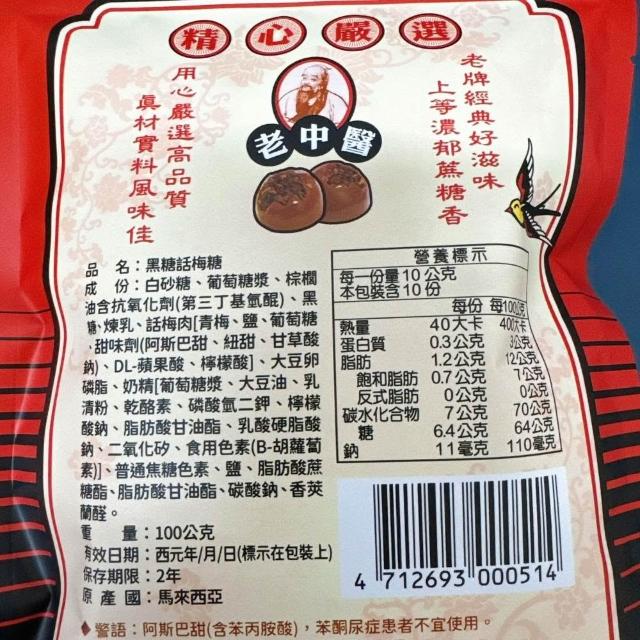 精心嚴選
老牌經典好滋味
上等濃郁蔗糖香
用心嚴選高品質
真材實料風味佳
老中醫
品　名：黑糖話梅糖
成　份：白砂糖、葡萄糖漿、棕櫚
油含抗氧化劑(第三丁基氫醌)、黑
糖、煉乳、話梅肉[青梅、鹽、葡萄糖
、甜味劑(阿斯巴甜、紐甜、甘草酸
鈉)、DL-蘋果酸、檸檬酸]、大豆卵
磷脂、奶精[葡萄糖漿、大豆油、乳
清粉、乾酪素、磷酸氫二鉀、檸檬
酸鈉、脂肪酸甘油酯、乳酸硬脂酸
鈉、二氧化矽、食用色素(B-胡蘿蔔
素)]、普通焦糖色素、鹽、脂肪酸蔗
糖酯、脂肪酸甘油酯、碳酸鈉、香莢
蘭醛。
重　　量：100公克
有效日期：西元年/月/日(標示在包裝上)
保存期限：2年
原 產 國：馬來西亞
營養標示
每一份量 10 公克
本包裝含 10 份
每份 每100公克
熱量 40大卡 400大卡
蛋白質 0.3公克 3公克
脂肪 1.2公克 12公克
飽和脂肪 0.7公克 7公克
反式脂肪 0公克 0公克
碳水化合物 7公克 70公克
糖 6.4公克 64公克
鈉 11毫克 110毫克
4 712693 000514
◆警語：阿斯巴甜(含苯丙胺酸)，苯酮尿症患者不宜使用。